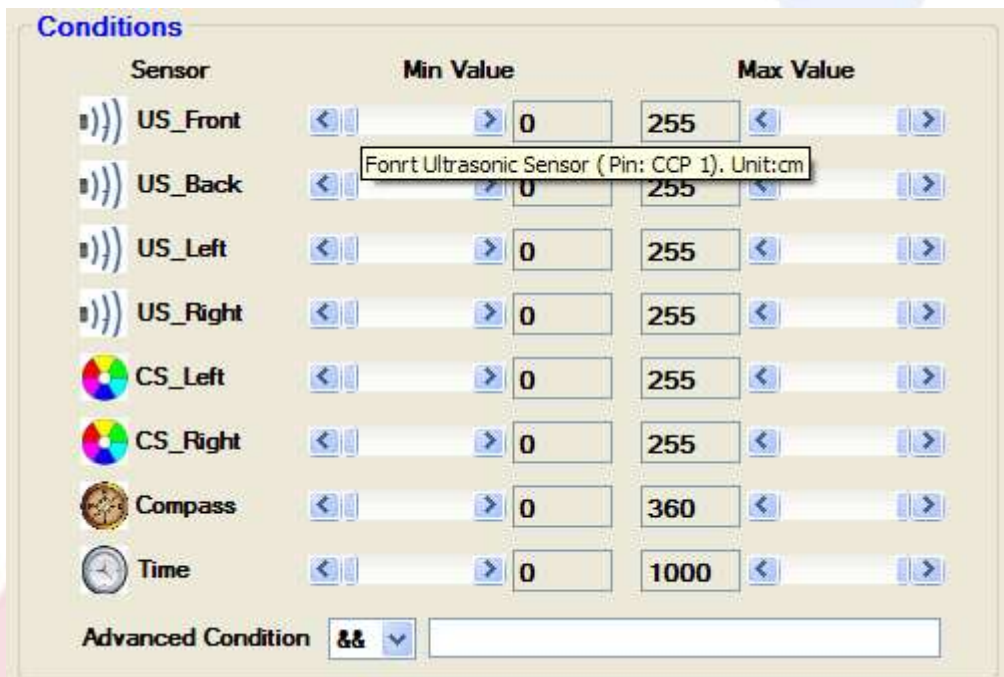 Conditions
Sensor Min Value Max Value
US_Front 0 255
Fonrt Ultrasonic Sensor ( Pin: CCP 1). Unit:cm
US_Back 0 255
US_Left 0 255
US_Right 0 255
CS_Left 0 255
CS_Right 0 255
Compass 0 360
Time 0 1000
Advanced Condition &&